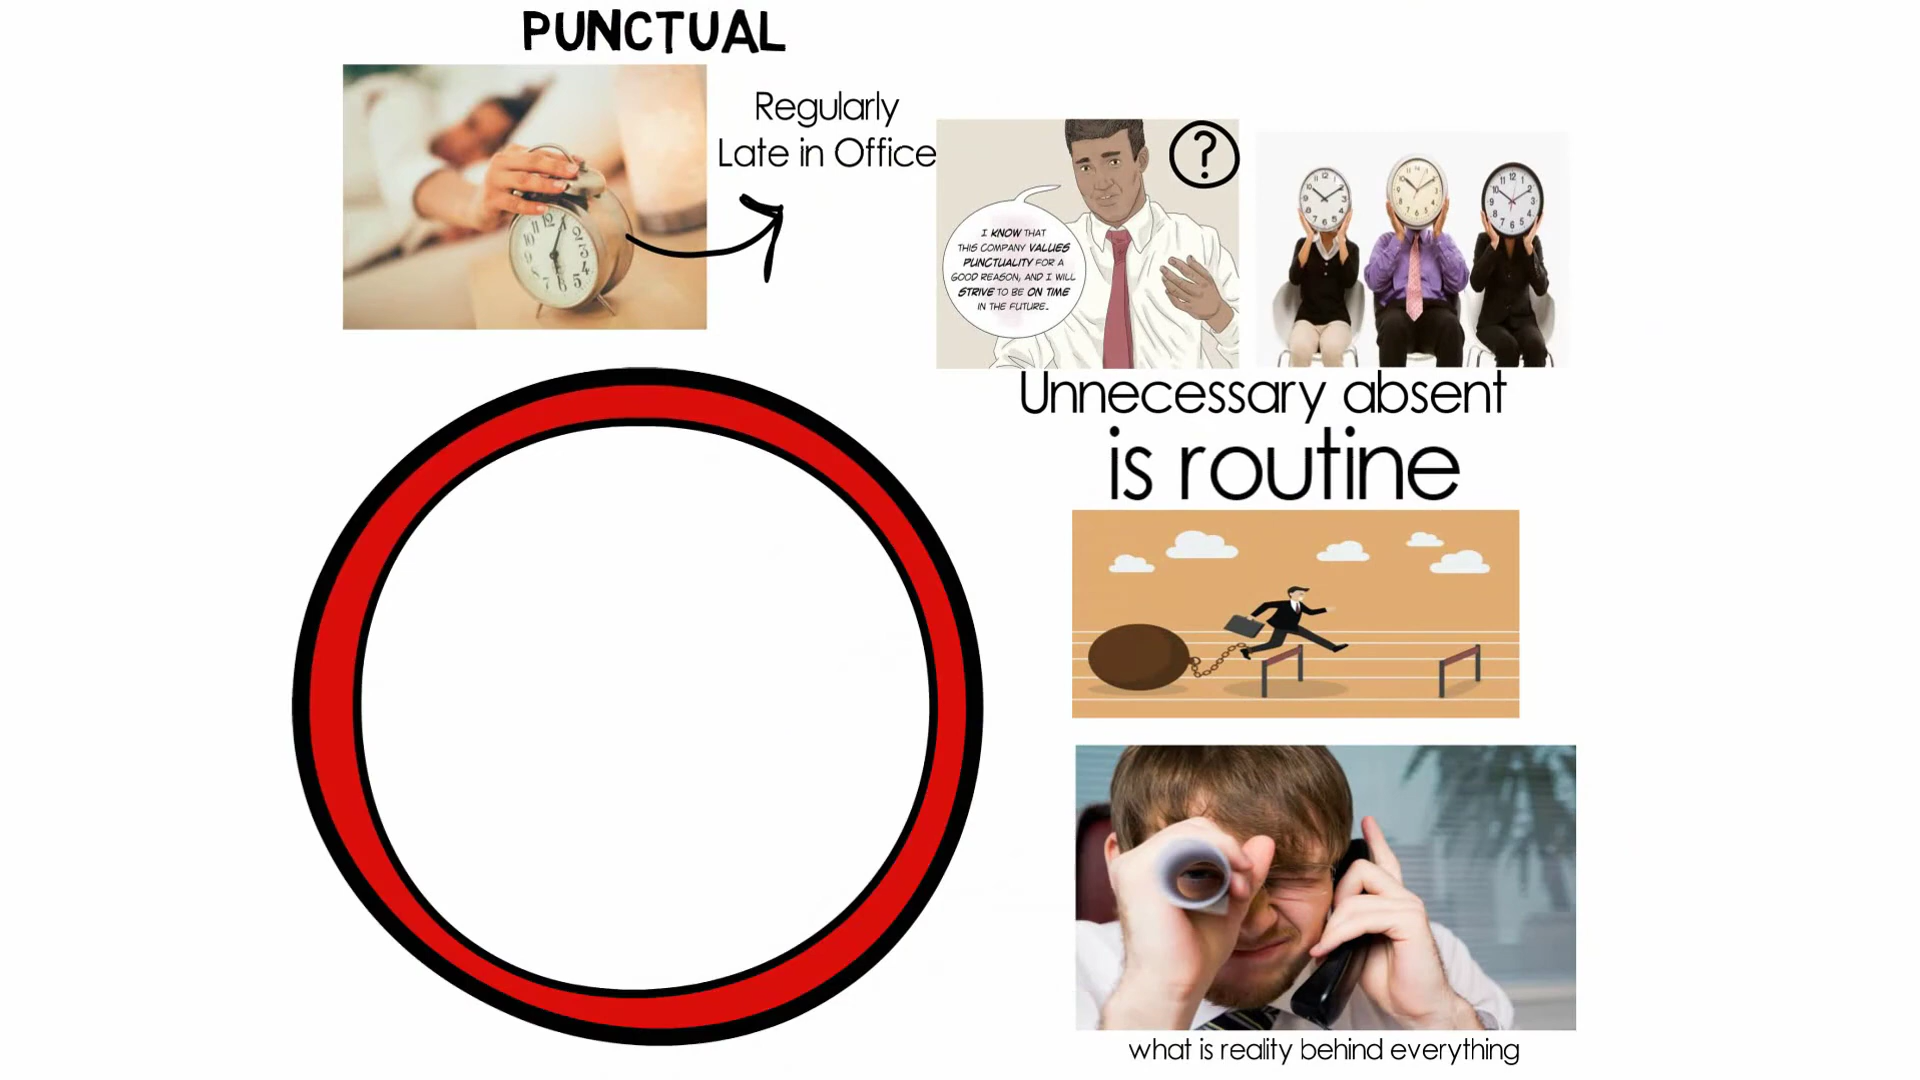 PUNCTUAL
Regularly
Late in Office
?
I KNOW THAT
THIS COMPANY VALUES
PUNCTUALITY FOR A
GOOD REASON, AND I WILL
STRIVE TO BE ON TIME
IN THE FUTURE.
Unnecessary absent
is routine
what is reality behind everything